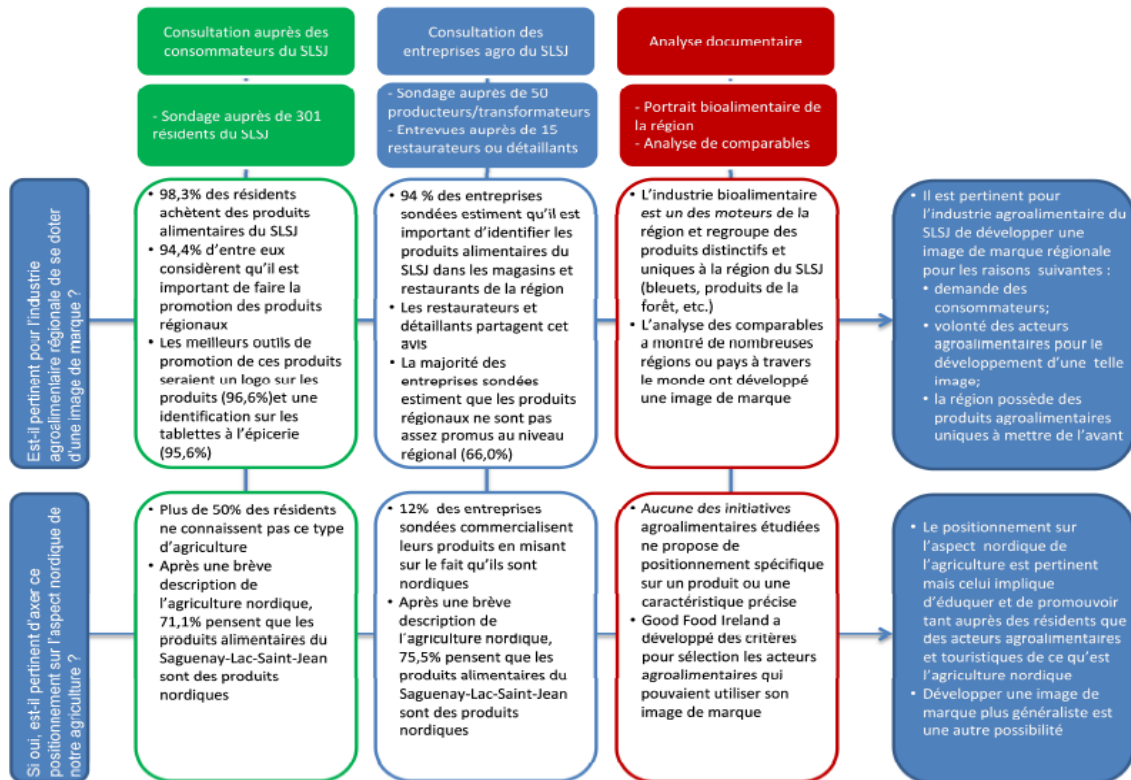 Consultation auprès des
consommateurs du SLSJ
Consultation des
entreprises agro du SLSJ
Analyse documentaire
- Sondage auprès de 301
résidents du SLSJ
- Sondage auprès de 50
producteurs/transformateurs
- Entrevues auprès de 15
restaurateurs ou détaillants
- Portrait bioalimentaire de
la région
- Analyse de comparables
Est-il pertinent pour l'industrie
agroalimentaire régionale de se doter
d'une image de marque ?
• 98,3% des résidents
achètent des produits
alimentaires du SLSJ
• 94,4% d'entre eux
considèrent qu'il est
important de faire la
promotion des produits
régionaux
• Les meilleurs outils de
promotion de ces produits
seraient un logo sur les
produits (96,6%)et une
identification sur les
tablettes à l'épicerie
(95,6%)
• 94 % des entreprises
sondées estiment qu'il est
important d'identifier les
produits alimentaires du
SLSJ dans les magasins et
restaurants de la région
• Les restaurateurs et
détaillants partagent cet
avis
• La majorité des
entreprises sondées
estiment que les produits
régionaux ne sont pas
assez promus au niveau
régional (66,0%)
• L'industrie bioalimentaire
est un des moteurs de la
région et regroupe des
produits distinctifs et
uniques à la région du SLSJ
(bleuets, produits de la
forêt, etc.)
• L'analyse des comparables
a montré de nombreuses
régions ou pays à travers
le monde ont développé
une image de marque
• Il est pertinent pour
l'industrie agroalimentaire du
SLSJ de développer une
image de marque régionale
pour les raisons suivantes :
• demande des
consommateurs;
• volonté des acteurs
agroalimentaires pour le
développement d'une telle
image;
• la région possède des
produits agroalimentaires
uniques à mettre de l'avant
Si oui, est-il pertinent d'axer ce
positionnement sur l'aspect nordique de
notre agriculture ?
• Plus de 50% des résidents
ne connaissent pas ce type
d'agriculture
• Après une brève
description de
l'agriculture nordique,
71,1% pensent que les
produits alimentaires du
Saguenay-Lac-Saint-Jean
sont des produits
nordiques
• 12% des entreprises
sondées commercialisent
leurs produits en misant
sur le fait qu'ils sont
nordiques
• Après une brève
description de
l'agriculture nordique,
75,5% pensent que les
produits alimentaires du
Saguenay-Lac-Saint-Jean
sont des produits
nordiques
• Aucune des initiatives
agroalimentaires étudiées
ne propose de
positionnement spécifique
sur un produit ou une
caractéristique précise
• Good Food Ireland a
développé des critères
pour sélection les acteurs
agroalimentaires qui
pouvaient utiliser son
image de marque
• Le positionnement sur
l'aspect nordique de
l'agriculture est pertinent
mais celui implique
d'éduquer et de promouvoir
tant auprès des résidents que
des acteurs agroalimentaires
et touristiques de ce qu'est
l'agriculture nordique
• Développer une image de
marque plus généraliste est
une autre possibilité